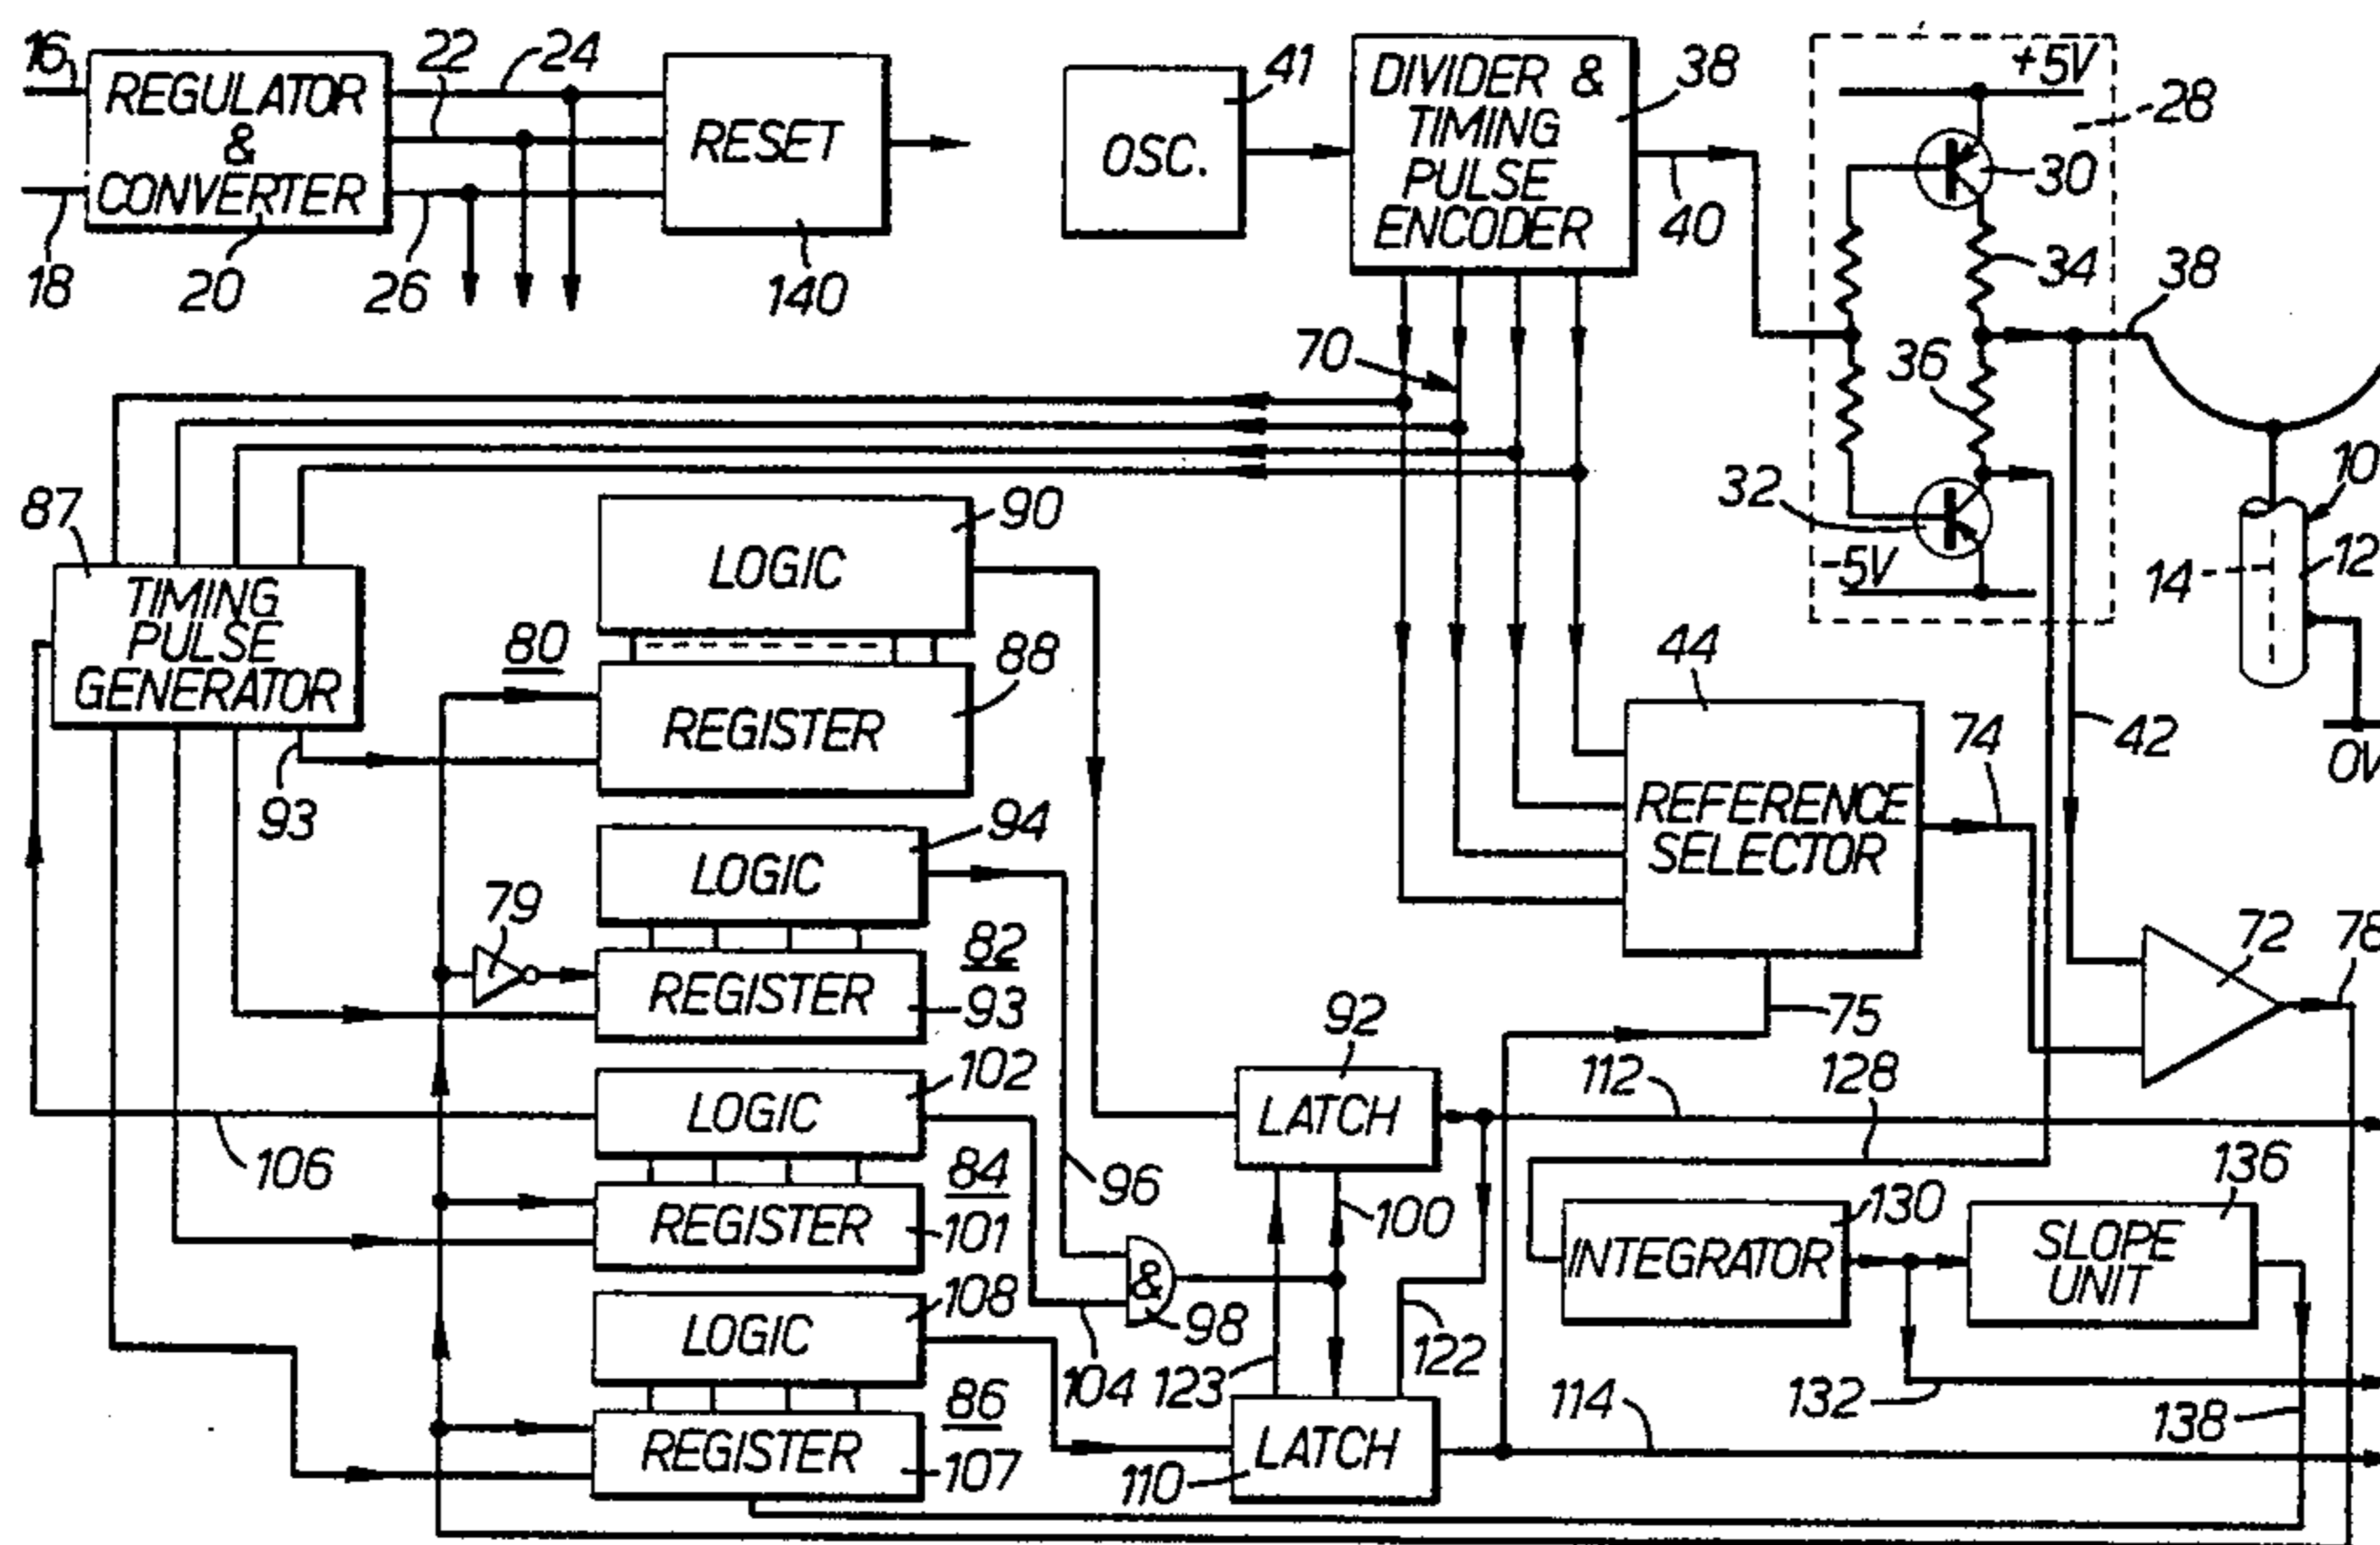 16
REGULATOR
&
CONVERTER
18
20
22
24
26
RESET
140
OSC.
41
DIVIDER &
TIMING
PULSE
ENCODER
38
40
+5V
28
30
34
38
36
32
-5V
10
12
14
0V
70
87
TIMING
PULSE
GENERATOR
93
80
LOGIC
90
REGISTER
88
LOGIC
94
79
82
REGISTER
93
LOGIC
102
106
84
REGISTER
101
96
LOGIC
108
104
98
&
86
REGISTER
107
44
REFERENCE
SELECTOR
74
42
72
78
75
92
LATCH
112
128
100
123
122
INTEGRATOR
130
SLOPE
UNIT
136
132
138
LATCH
110
114